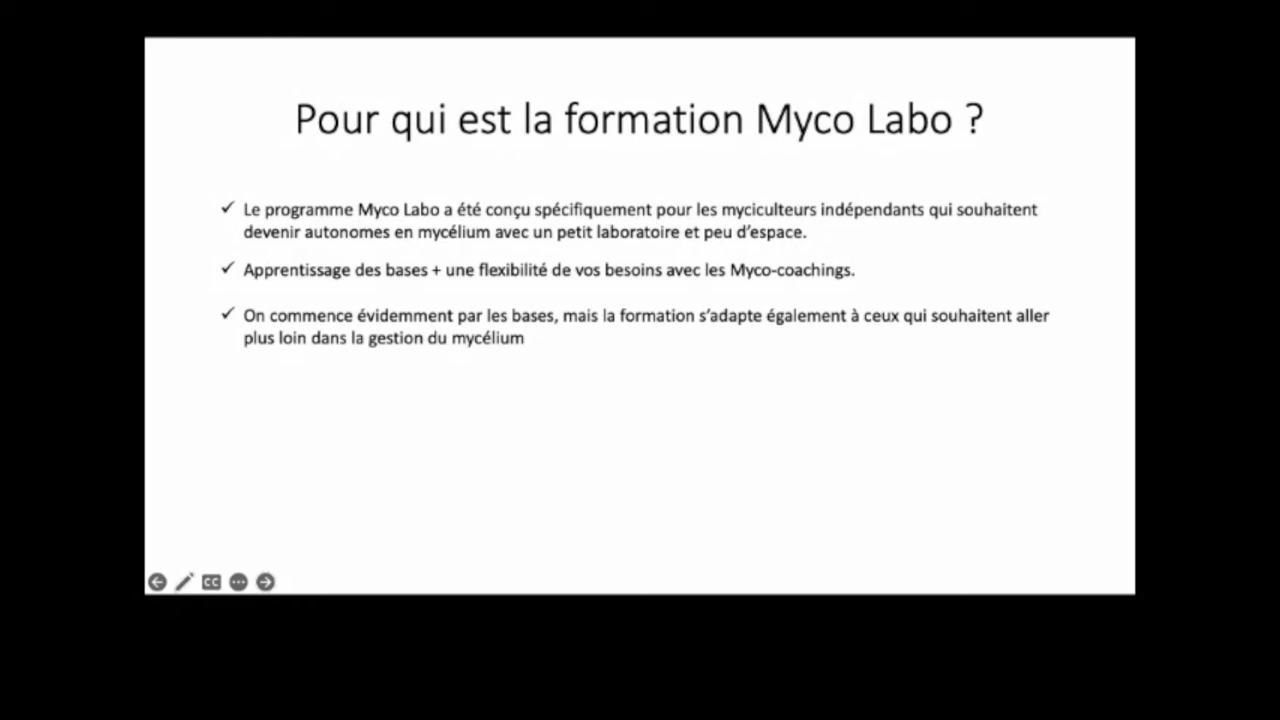 Pour qui est la formation Myco Labo ?
✓ Le programme Myco Labo a été conçu spécifiquement pour les myciculteurs indépendants qui souhaitent
devenir autonomes en mycélium avec un petit laboratoire et peu d'espace.
✓ Apprentissage des bases + une flexibilité de vos besoins avec les Myco-coachings.
✓ On commence évidemment par les bases, mais la formation s'adapte également à ceux qui souhaitent aller
plus loin dans la gestion du mycélium
CC